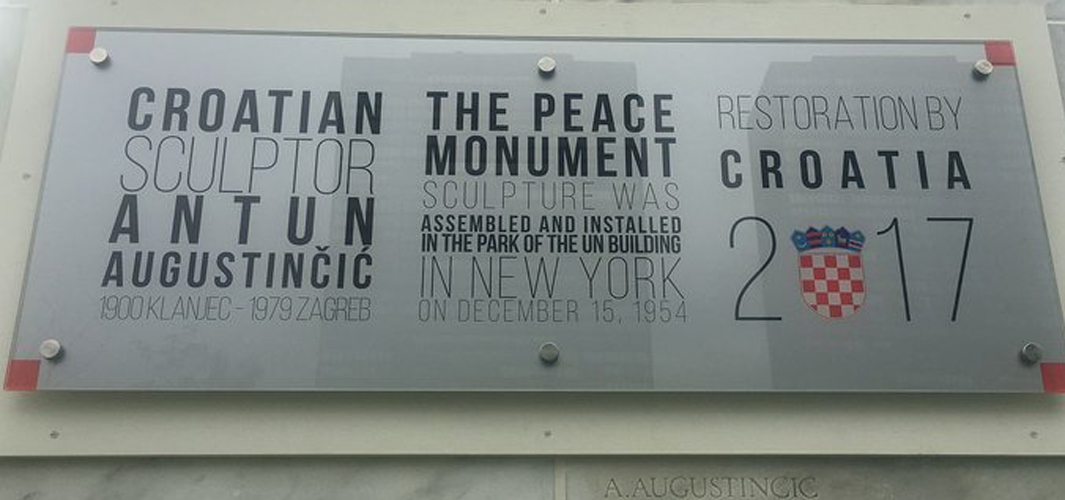 CROATIAN
SCULPTOR
ANTUN
AUGUSTINČIĆ
1900 KLANJEC - 1979 ZAGREB
THE PEACE
MONUMENT
SCULPTURE WAS
ASSEMBLED AND INSTALLED
IN THE PARK OF THE UN BUILDING
IN NEW YORK
ON DECEMBER 15, 1954
RESTORATION BY
CROATIA
2017
A.AUGUSTINCIC